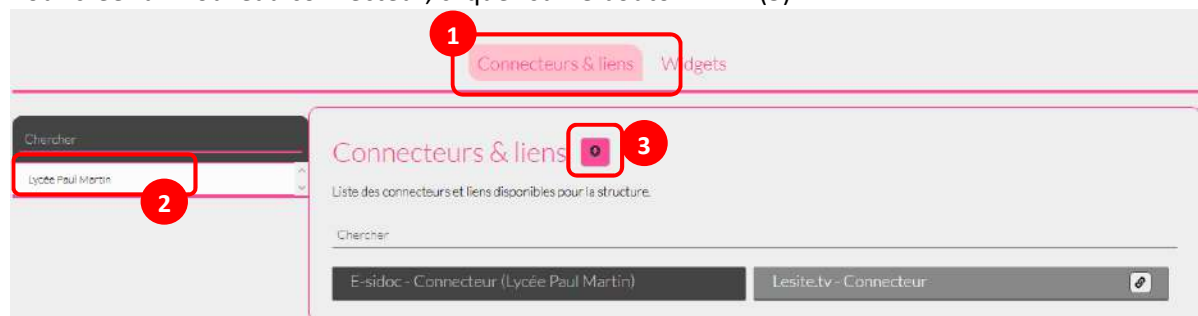 1
Connecteurs & liens Widgets
Chercher
Connecteurs & liens 3
Lycée Paul Martin
2
Liste des connecteurs et liens disponibles pour la structure.
Chercher
E-sidoc - Connecteur (Lycée Paul Martin) Lesite.tv - Connecteur